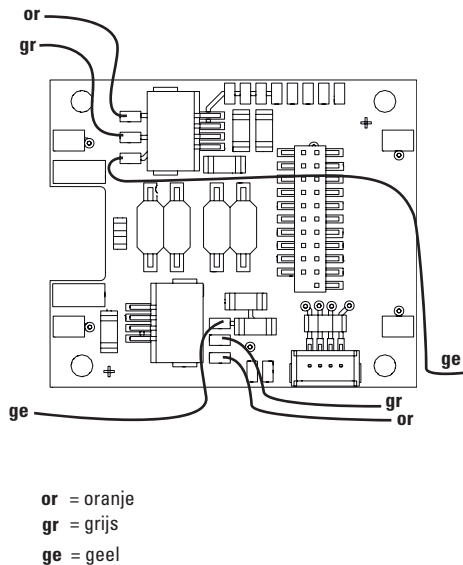 or
gr
ge
ge
gr
or
or = oranje
gr = grijs
ge = geel